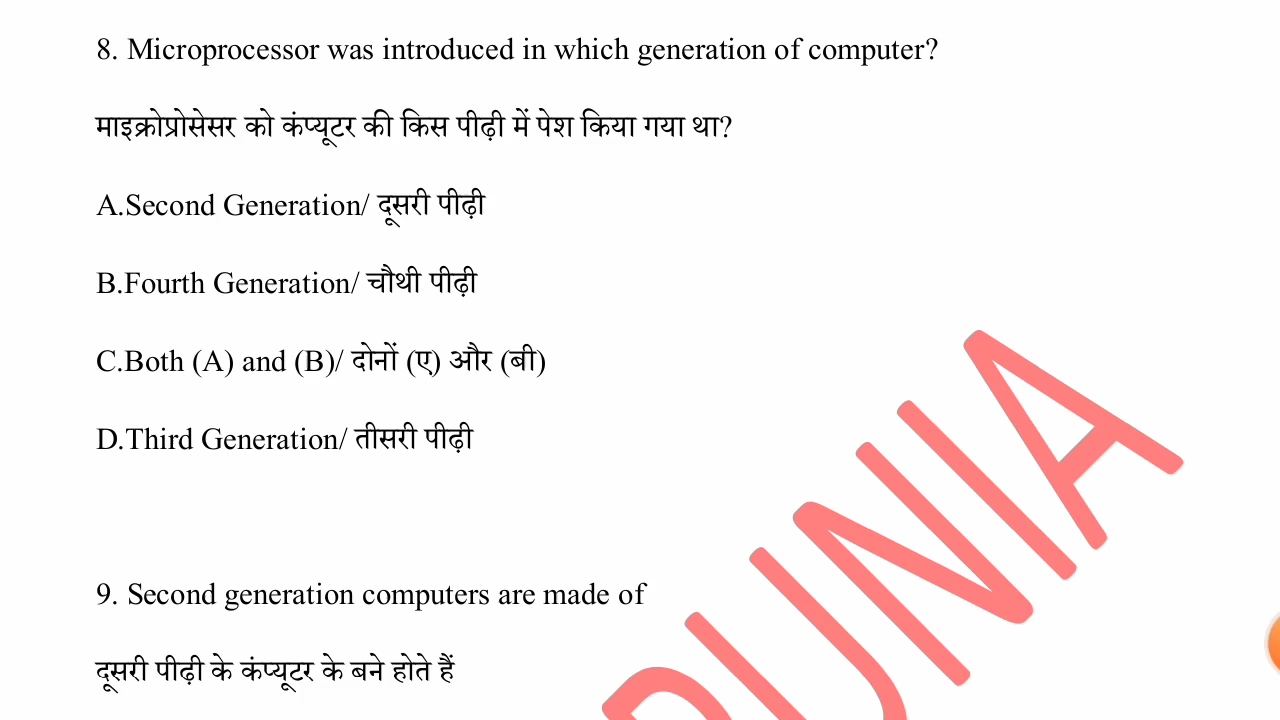 8. Microprocessor was introduced in which generation of computer?
माइक्रोप्रोसेसर को कंप्यूटर की किस पीढ़ी में पेश किया गया था?
A.Second Generation/ दूसरी पीढ़ी
B.Fourth Generation/ चौथी पीढ़ी
C.Both (A) and (B)/ दोनों (ए) और (बी)
D.Third Generation/ तीसरी पीढ़ी
9. Second generation computers are made of
दूसरी पीढ़ी के कंप्यूटर के बने होते हैं
PUNIA